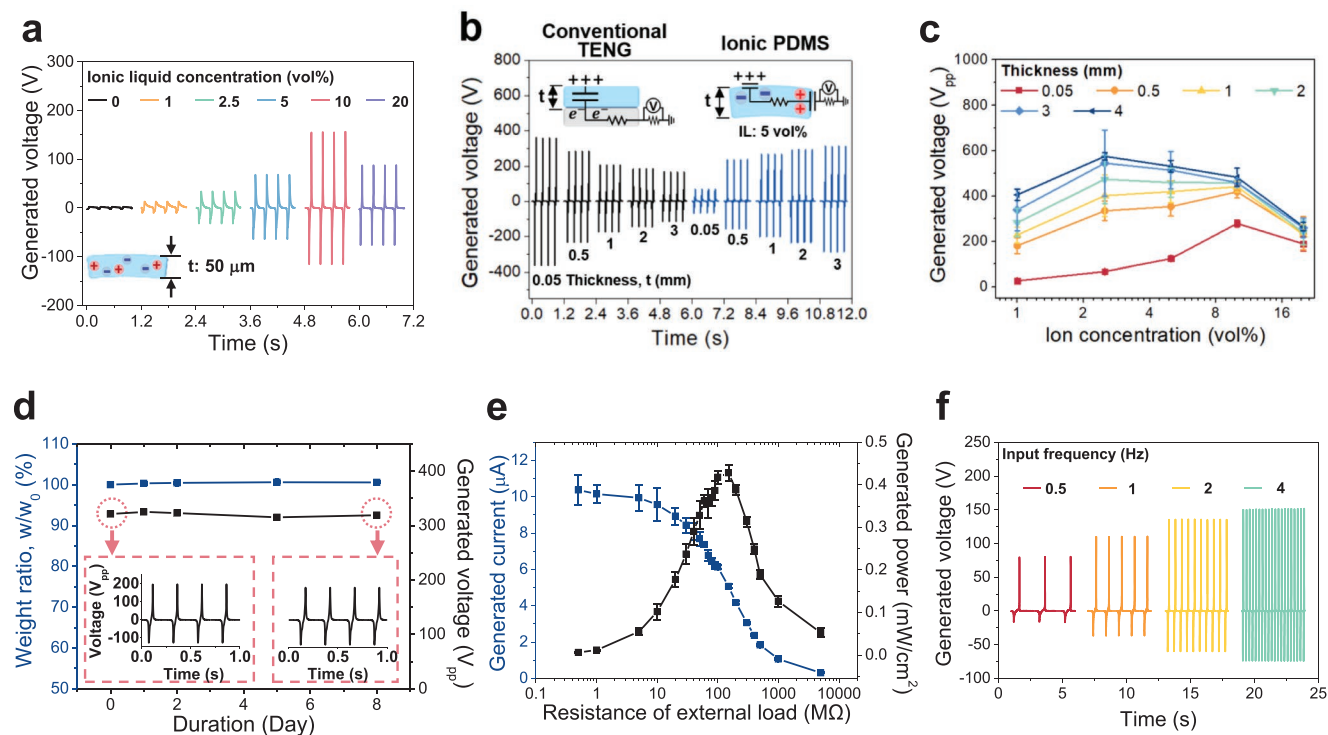 a
Ionic liquid concentration (vol%)
0 1 2.5 5 10 20
Generated voltage (V)
300
200
100
0
-100
-200
t: 50 μm
0.0 1.2 2.4 3.6 4.8 6.0 7.2
Time (s)
b
Conventional TENG
Ionic PDMS
Generated voltage (V)
800
600
400
200
0
-200
-400
-600
+++
t
e⁻ e⁻
V
+++
t
V
IL: 5 vol%
0.5 1 2 3 0.05 0.5 1 2 3
0.05 Thickness, t (mm)
0.0 1.2 2.4 3.6 4.8 6.0 7.2 8.4 9.6 10.8 12.0
Time (s)
c
Thickness (mm)
0.05 0.5 1 2
3 4
Generated voltage (Vpp)
1000
800
600
400
200
0
1 2 4 8 16
Ion concentration (vol%)
d
Weight ratio, w/w₀ (%)
110
100
90
80
70
60
50
Generated voltage (Vpp)
400
300
200
100
0
Voltage (Vpp)
200
100
0
-100
0.0 0.5 1.0
Time (s)
0.0 0.5 1.0
Time (s)
0 2 4 6 8
Duration (Day)
e
Generated current (μA)
12
10
8
6
4
2
0
Generated power (mW/cm²)
0.5
0.4
0.3
0.2
0.1
0.0
0.1 1 10 100 1000 10000
Resistance of external load (MΩ)
f
Input frequency (Hz)
0.5 1 2 4
Generated voltage (V)
250
200
150
100
50
0
-50
-100
0 5 10 15 20 25
Time (s)